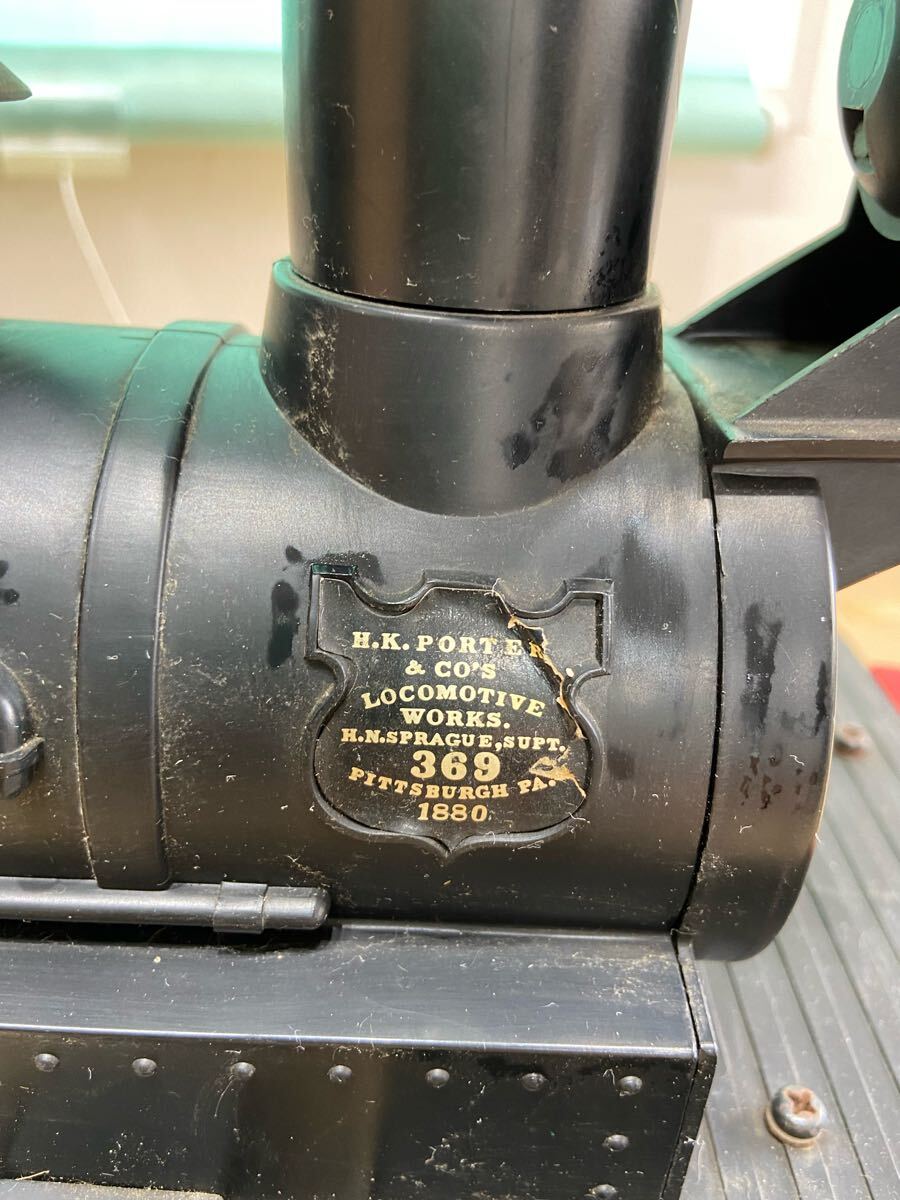 H.K. PORTER
& CO'S
LOCOMOTIVE
WORKS.
H.N.SPRAGUE,SUPT.
369
PITTSBURGH PA.
1880